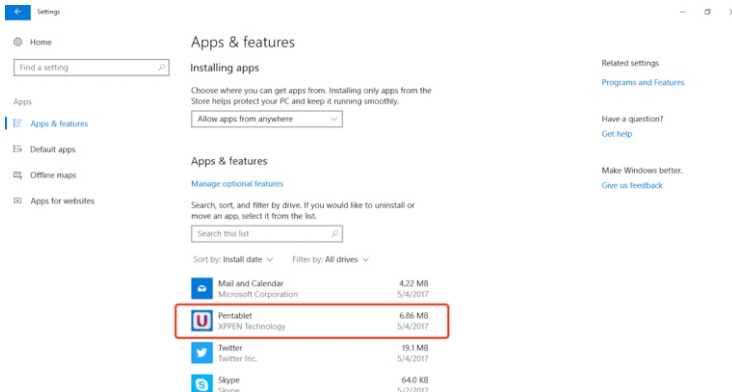 Settings
Home
Find a setting
Apps
Apps & features
Default apps
Offline maps
Apps for websites
Apps & features
Installing apps
Choose where you can get apps from. Installing only apps from the
Store helps protect your PC and keep it running smoothly.
Allow apps from anywhere
Apps & features
Manage optional features
Search, sort, and filter by drive. If you would like to uninstall or
move an app, select it from the list.
Search this list
Sort by: Install date Filter by: All drives
Mail and Calendar 4.22 MB
Microsoft Corporation 5/4/2017
U Pentablet 6.86 MB
XPPEN Technology 5/4/2017
Twitter 19.1 MB
Twitter Inc. 5/4/2017
S Skype 64.0 KB
Skype 5/2/2017
Related settings
Programs and Features
Have a question?
Get help
Make Windows better.
Give us feedback